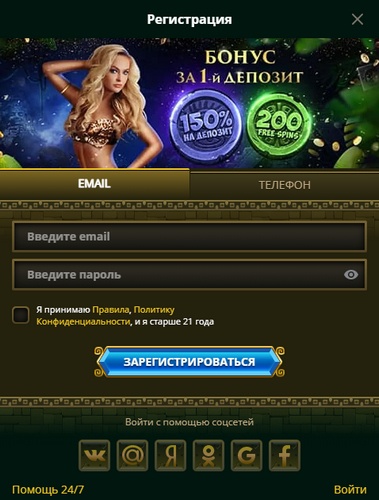 Регистрация
БОНУС
ЗА 1-й ДЕПОЗИТ
150%
НА ДЕПОЗИТ
200
FREE SPINS
EMAIL
ТЕЛЕФОН
Введите email
Введите пароль
Я принимаю Правила, Политику
Конфиденциальности, и я старше 21 года
ЗАРЕГИСТРИРОВАТЬСЯ
Войти с помощью соцсетей
Помощь 24/7
Войти